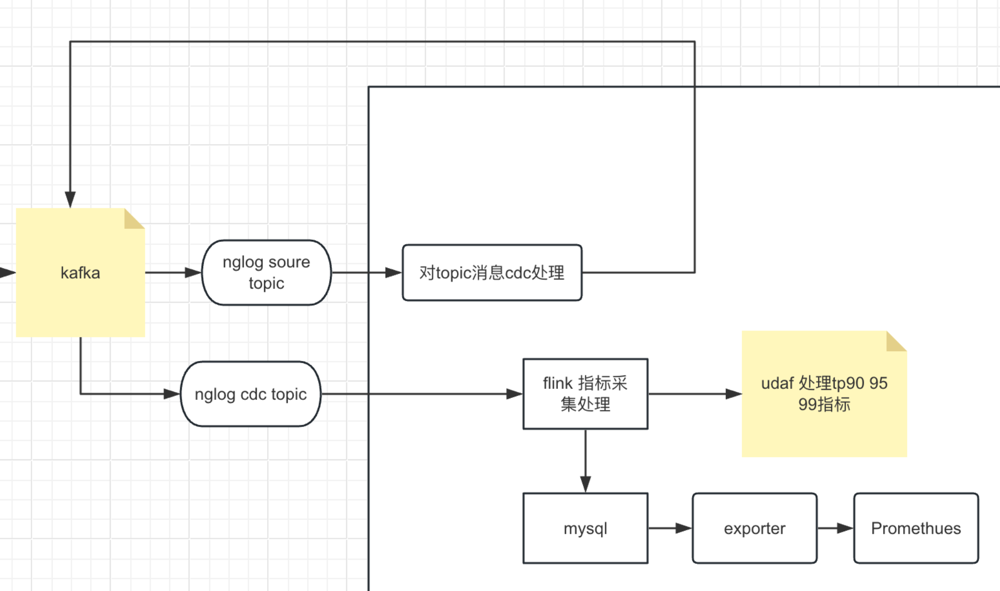 kafka
nglog soure
topic
对topic消息cdc处理
nglog cdc topic
flink 指标采
集处理
udaf 处理tp90 95
99指标
mysql
exporter
Promethues